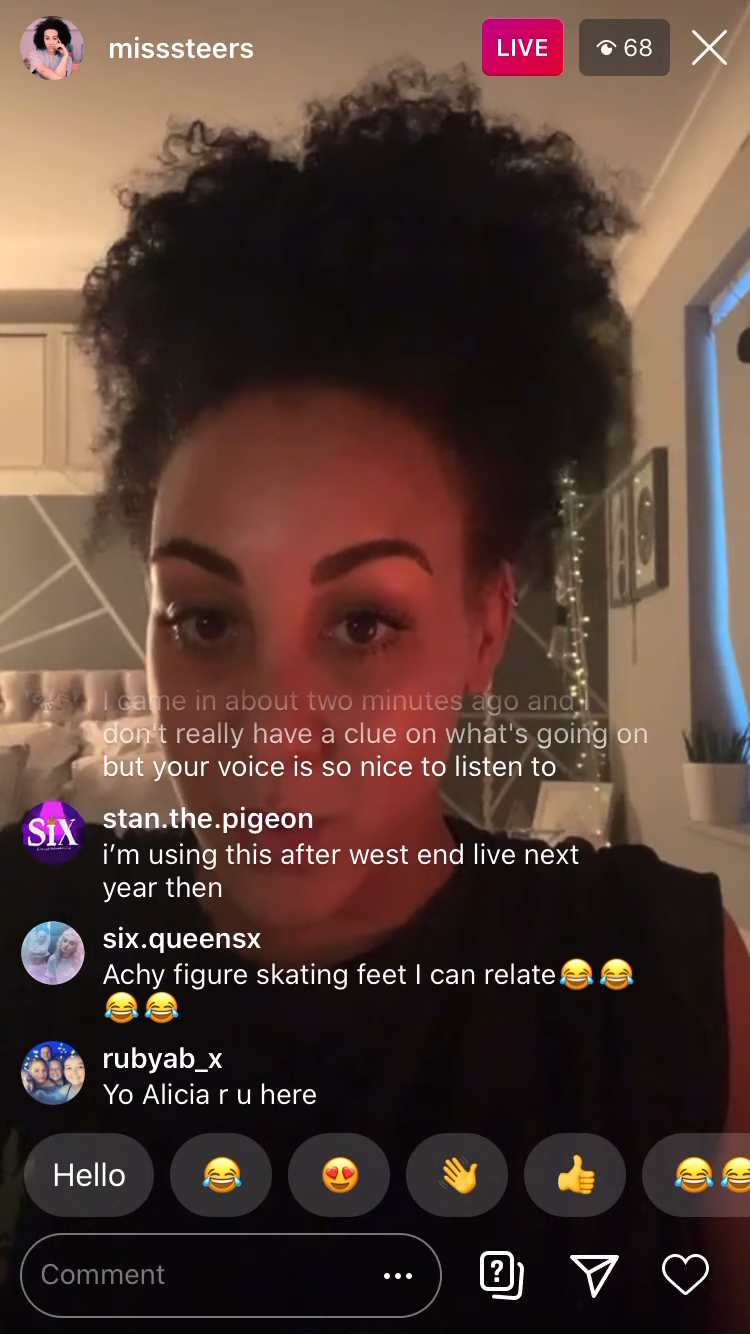 misssteers
LIVE
68
I came in about two minutes ago and I
don't really have a clue on what's going on
but your voice is so nice to listen to
SIX
stan.the.pigeon
i’m using this after west end live next
year then
six.queensx
Achy figure skating feet I can relate😂😂
😂😂
rubyab_x
Yo Alicia r u here
Hello
Comment